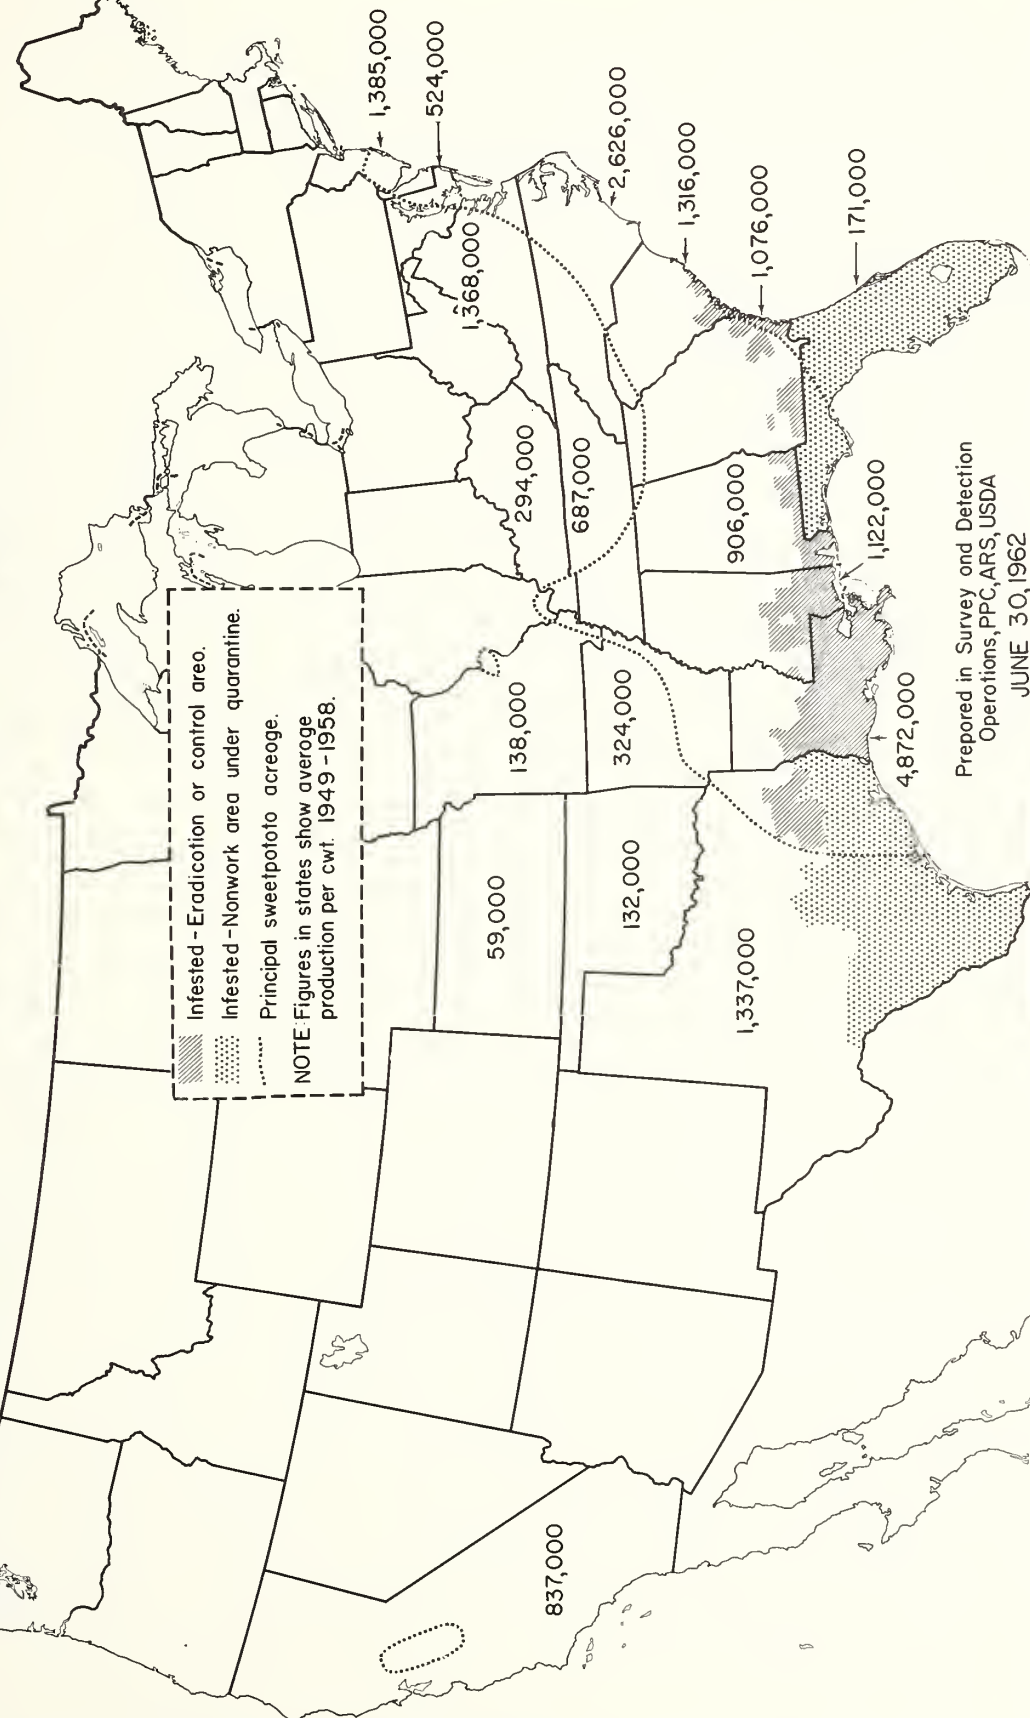 Infested-Eradication or control area.
Infested-Nonwork area under quarantine.
Principal sweetpotato acreage.
NOTE: Figures in states show average
production per cwt. 1949-1958.
1,385,000
524,000
1,368,000
2,626,000
1,316,000
1,076,000
171,000
294,000
687,000
906,000
1,122,000
138,000
324,000
4,872,000
59,000
132,000
1,337,000
837,000
Prepared in Survey and Detection
Operations, PPC, ARS, USDA
JUNE 30, 1962